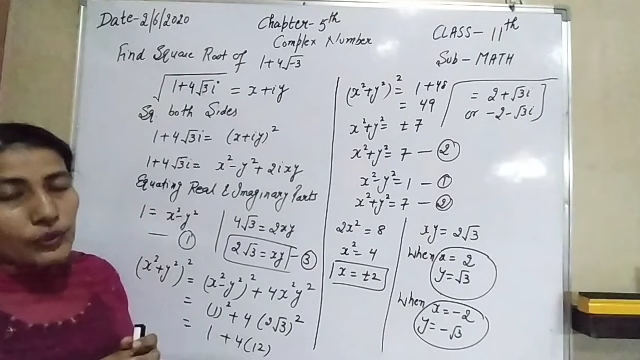 Date-2/6/2020
Chapter-5th
Complex Number
CLASS-11th
Sub-MATH
Find Square Root of 1+4√-3
√(1+4√3i) = x+iy
Sq both Sides
1+4√3i = (x+iy)²
1+4√3i = x²-y²+2ixy
Equating Real & Imaginary Parts
1 = x²-y² — ①
4√3 = 2xy
2√3 = xy — ③
(x²+y²)² = (x²-y²)² + 4x²y²
= (1)² + 4(2√3)²
= 1 + 4(12)
(x²+y²)² = 1+48
= 49
x²+y² = ±7
x²+y² = 7 — ②
x²-y² = 1 — ①
x²+y² = 7 — ②
2x² = 8
x² = 4
x = ±2
= 2+√3i
or -2-√3i
xy = 2√3
When x = 2
y = √3
When x = -2
y = -√3